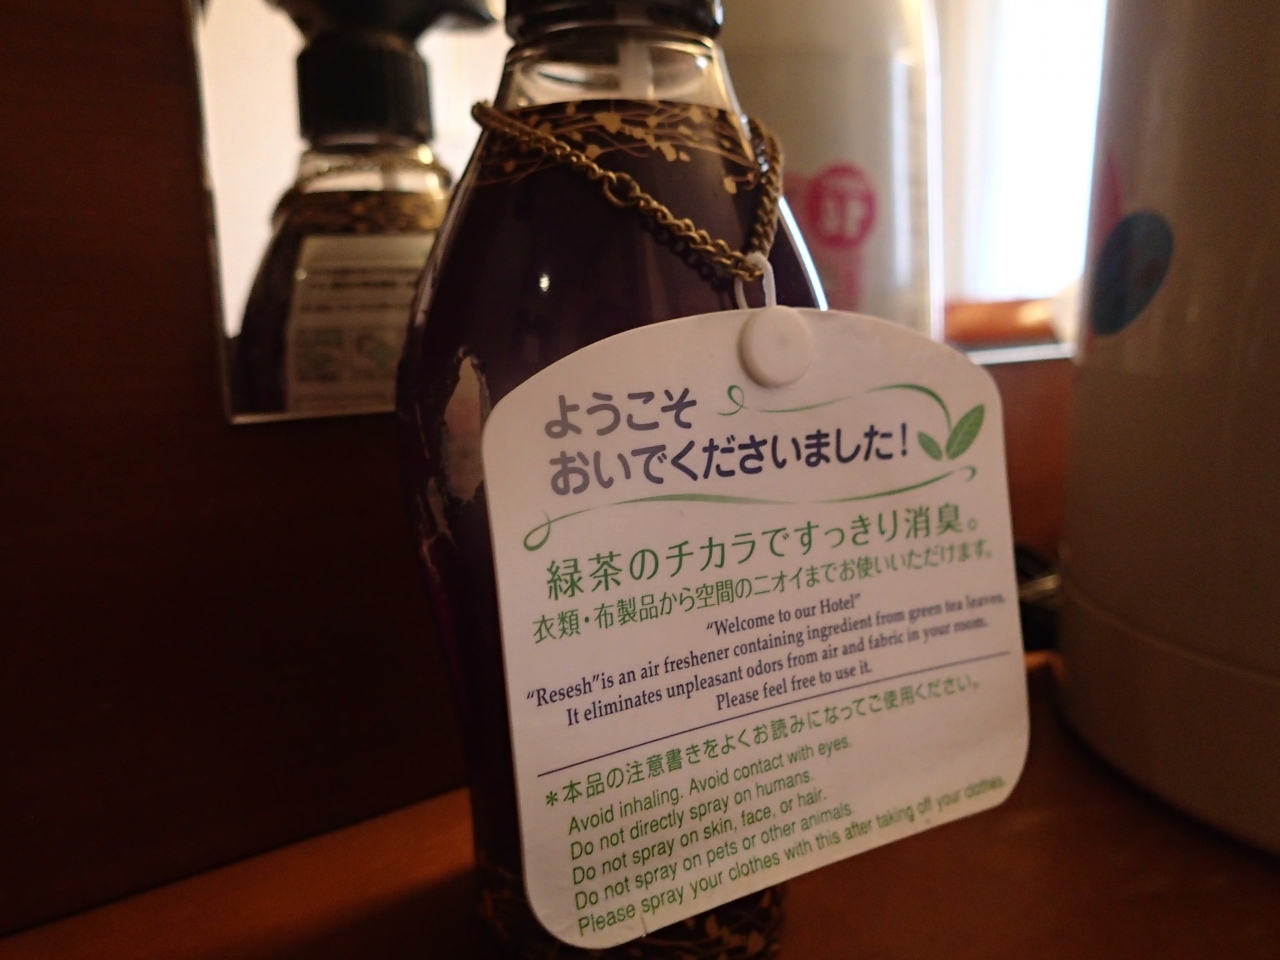 ようこそ
おいでくださいました!
緑茶のチカラですっきり消臭。
衣類・布製品から空間のニオイまでお使いいただけます。
“Welcome to our Hotel”
“Resesh”is an air freshener containing ingredient from green tea leaves.
It eliminates unpleasant odors from air and fabric in your room.
Please feel free to use it.
＊本品の注意書きをよくお読みになってご使用ください。
Avoid inhaling. Avoid contact with eyes.
Do not directly spray on humans.
Do not spray on skin, face, or hair.
Do not spray on pets or other animals.
Please spray your clothes with this after taking off your clothes.